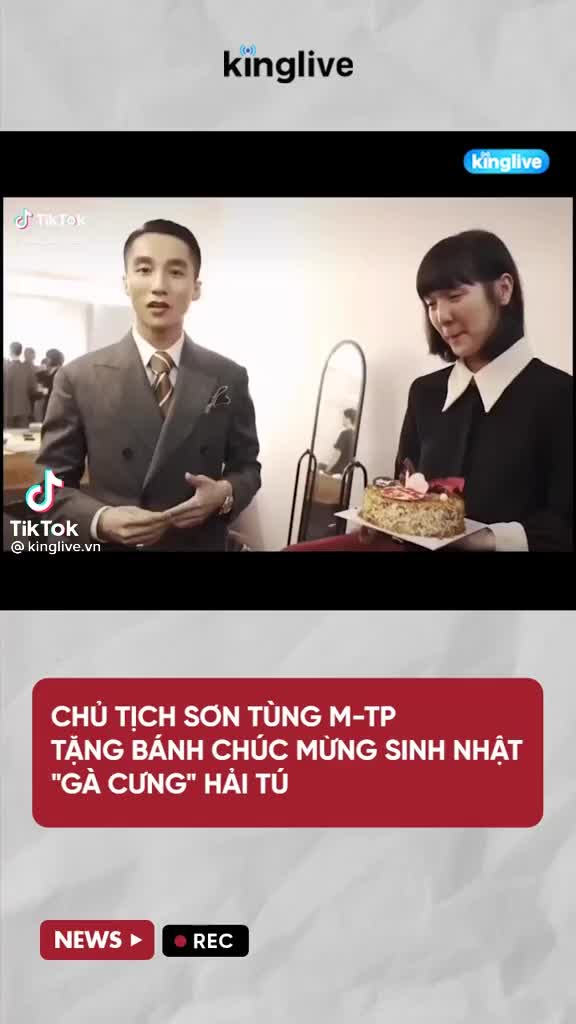 kinglive
kinglive
TikTok
TikTok
@ kinglive.vn
CHỦ TỊCH SƠN TÙNG M-TP
TẶNG BÁNH CHÚC MỪNG SINH NHẬT
"GÀ CƯNG" HẢI TÚ
NEWS
REC